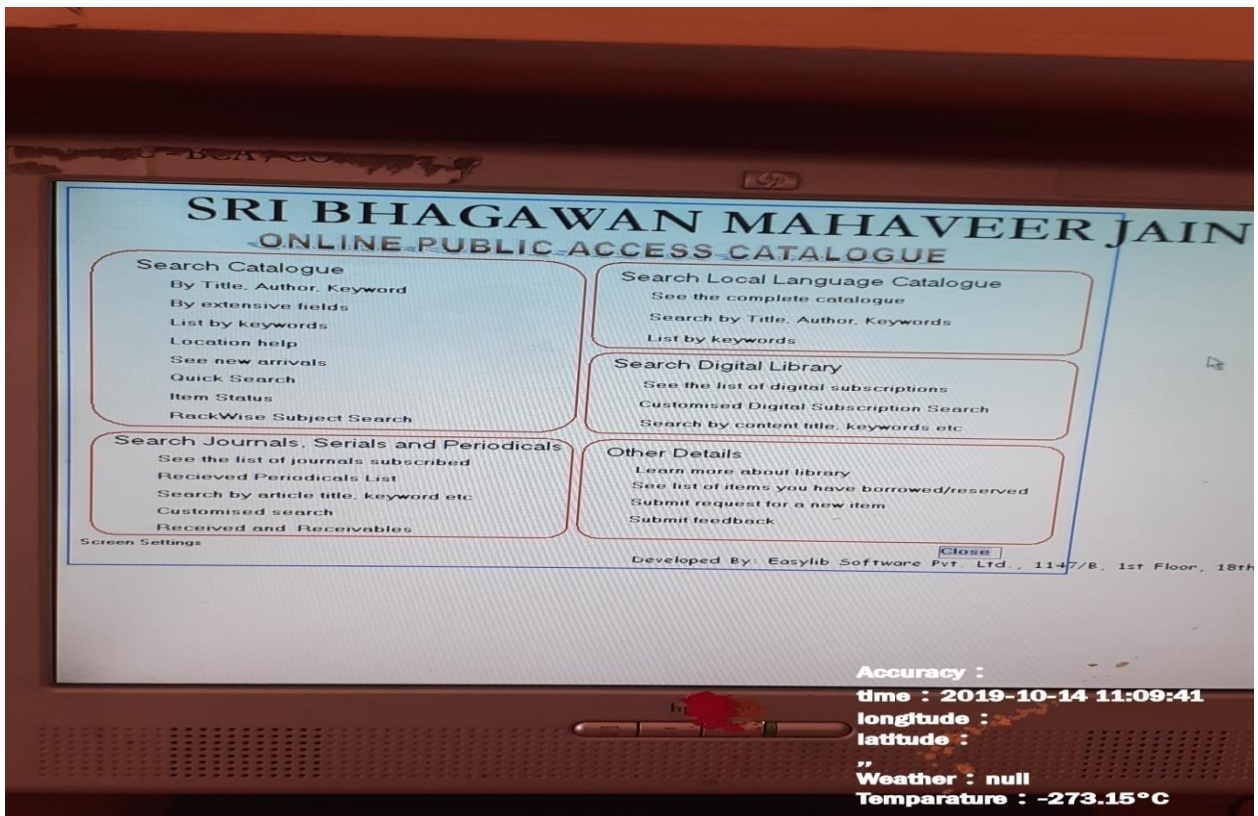 - BCA / CO
hp
SRI BHAGAWAN MAHAVEER JAIN
ONLINE PUBLIC ACCESS CATALOGUE
Search Catalogue
By Title, Author, Keyword
By extensive fields
List by keywords
Location help
See new arrivals
Quick Search
Item Status
RackWise Subject Search
Search Local Language Catalogue
See the complete catalogue
Search by Title, Author, Keywords
List by keywords
Search Digital Library
See the list of digital subscriptions
Customised Digital Subscription Search
Search by content title, keywords etc
Search Journals, Serials and Periodicals
See the list of journals subscribed
Recieved Periodicals List
Search by article title, keyword etc
Customised search
Received and Receivables
Other Details
Learn more about library
See list of items you have borrowed/reserved
Submit request for a new item
Submit feedback
Screen Settings
Close
Developed By: Easylib Software Pvt. Ltd., 1147/B, 1st Floor, 18th
Accuracy :
time : 2019-10-14 11:09:41
longitude :
latitude :
,,
Weather : null
Temparature : -273.15°C